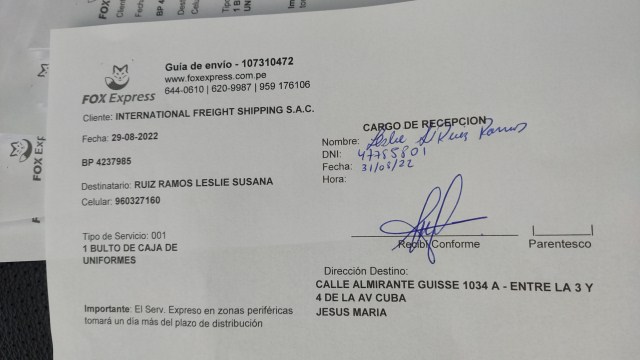 Guía de envío - 107310472
www.foxexpress.com.pe
644-0610 | 620-9987 | 959 176106
FOX Express
Cliente: INTERNATIONAL FREIGHT SHIPPING S.A.C.
Fecha: 29-08-2022
BP 4237985
Destinatario: RUIZ RAMOS LESLIE SUSANA
Celular: 960327160
Tipo de Servicio: 001
1 BULTO DE CAJA DE
UNIFORMES
Importante: El Serv. Expreso en zonas periféricas
tomará un día más del plazo de distribución
CARGO DE RECEPCION
Nombre: Leslie S Ruiz Ramos
DNI: 47785801
Fecha: 31/08/22
Hora:
Recibí Conforme
Parentesco
Dirección Destino:
CALLE ALMIRANTE GUISSE 1034 A - ENTRE LA 3 Y
4 DE LA AV CUBA
JESUS MARIA
FOX Exp